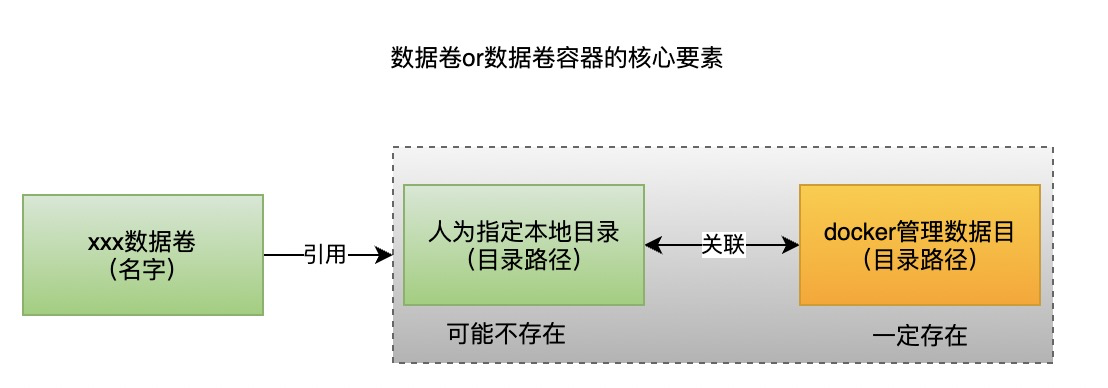 数据卷or数据卷容器的核心要素
xxx数据卷
（名字）
引用
人为指定本地目录
（目录路径）
关联
docker管理数据目
（目录路径）
可能不存在
一定存在